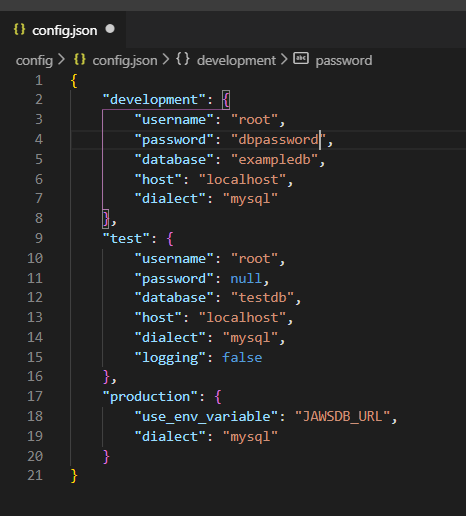 {} config.json
config > {} config.json > {} development > abc password
1 {
2     "development": {
3         "username": "root",
4         "password": "dbpassword",
5         "database": "exampledb",
6         "host": "localhost",
7         "dialect": "mysql"
8     },
9     "test": {
10         "username": "root",
11         "password": null,
12         "database": "testdb",
13         "host": "localhost",
14         "dialect": "mysql",
15         "logging": false
16     },
17     "production": {
18         "use_env_variable": "JAWSDB_URL",
19         "dialect": "mysql"
20     }
21 }